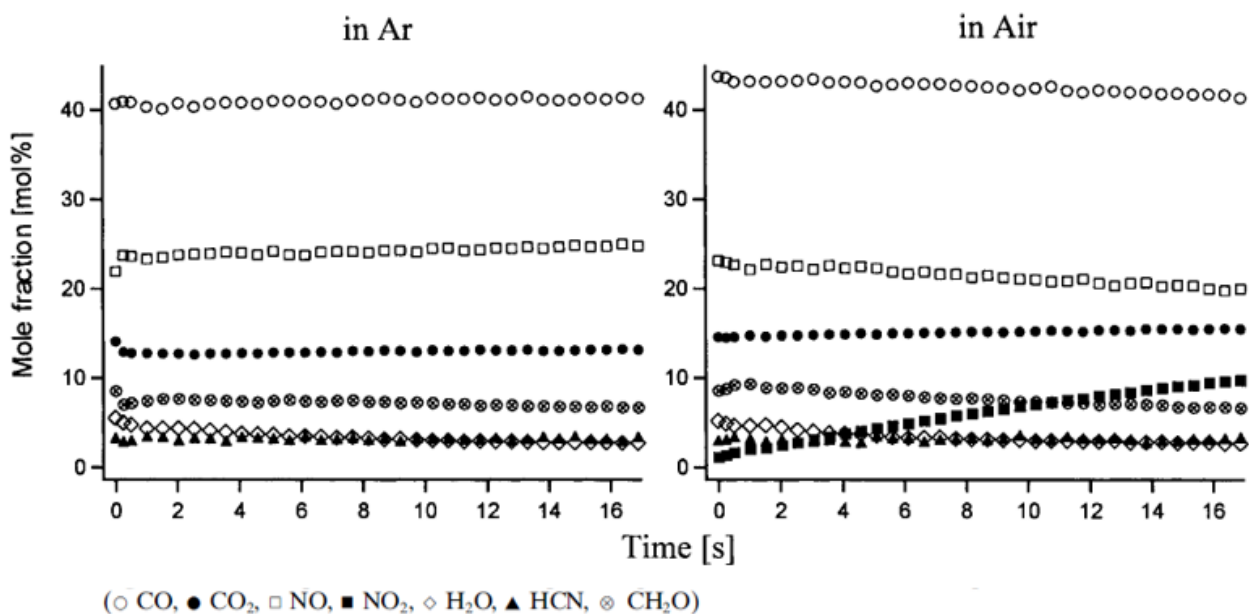 in Ar
in Air
Mole fraction [mol%]
40
30
20
10
0
40
30
20
10
0
0 2 4 6 8 10 12 14 16
0 2 4 6 8 10 12 14 16
Time [s]
(○ CO, ● CO₂, □ NO, ■ NO₂, ◇ H₂O, ▲ HCN, ⊗ CH₂O)